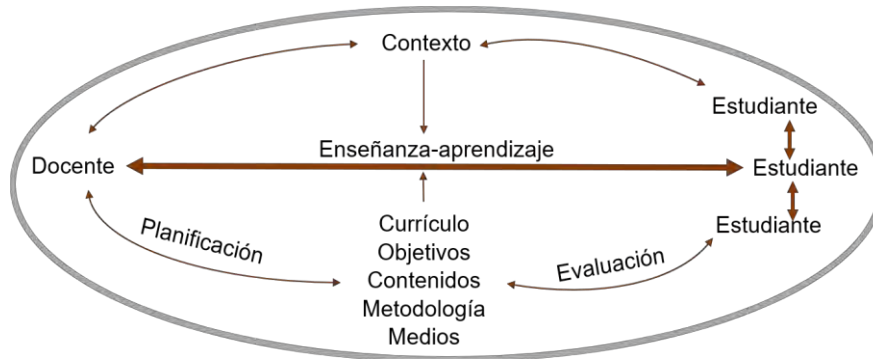 Contexto
Estudiante
Enseñanza-aprendizaje
Docente
Estudiante
Estudiante
Planificación
Currículo
Objetivos
Contenidos
Metodología
Medios
Evaluación